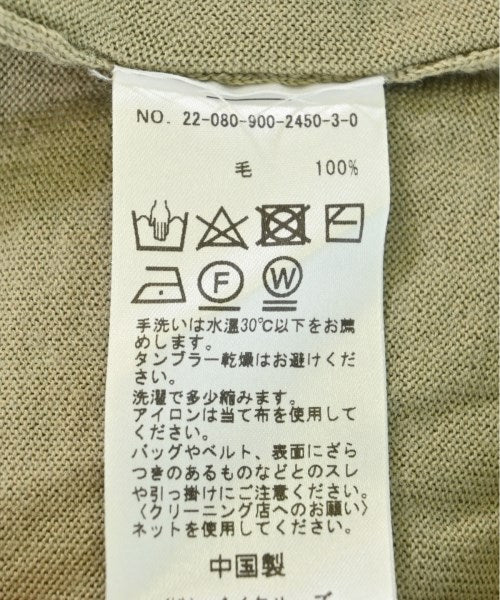 NO. 22-080-900-2450-3-0
毛 100%
F W
手洗いは水温30℃以下をお薦
めします。
タンブラー乾燥はお避けくだ
さい。
洗濯で多少縮みます。
アイロンは当て布を使用して
ください。
バッグやベルト、表面にざら
つきのあるものなどとのスレ
や引っ掛けにご注意ください。
〈クリーニング店へのお願い〉
ネットを使用してください。
中国製